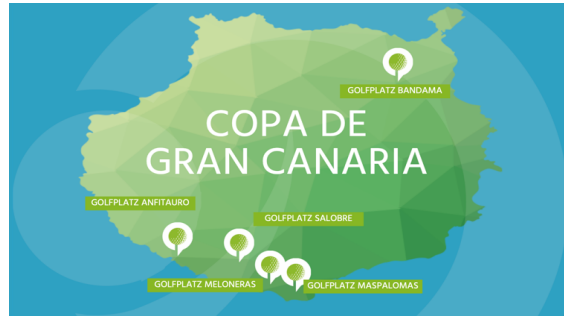 GOLFPLATZ BANDAMA
COPA DE
GRAN CANARIA
GOLFPLATZ ANFITAURO
GOLFPLATZ SALOBRE
GOLFPLATZ MELONERAS
GOLFPLATZ MASPALOMAS